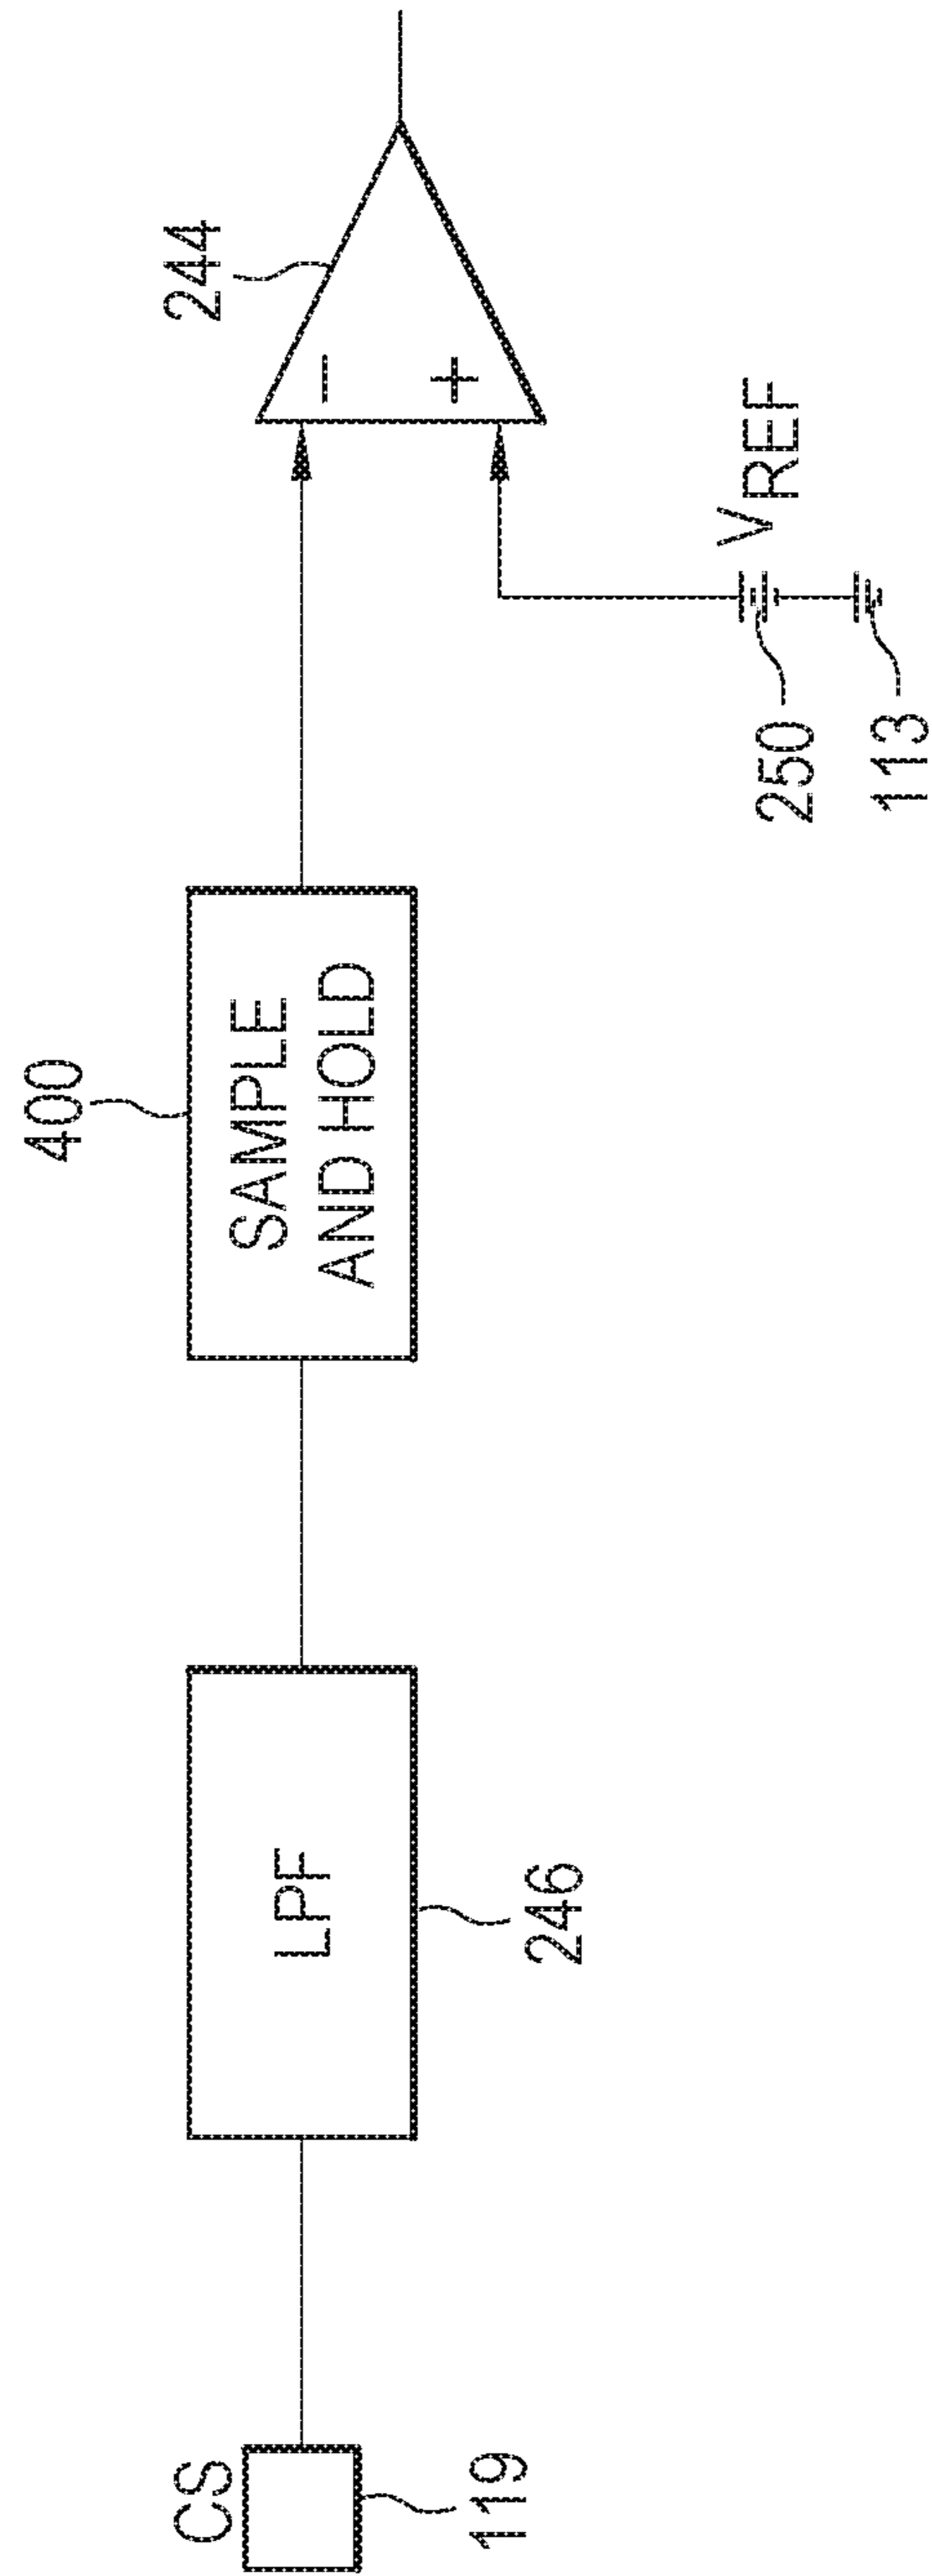 CS
119
LPF
246
400
SAMPLE
AND HOLD
244
−
+
VREF
250
113